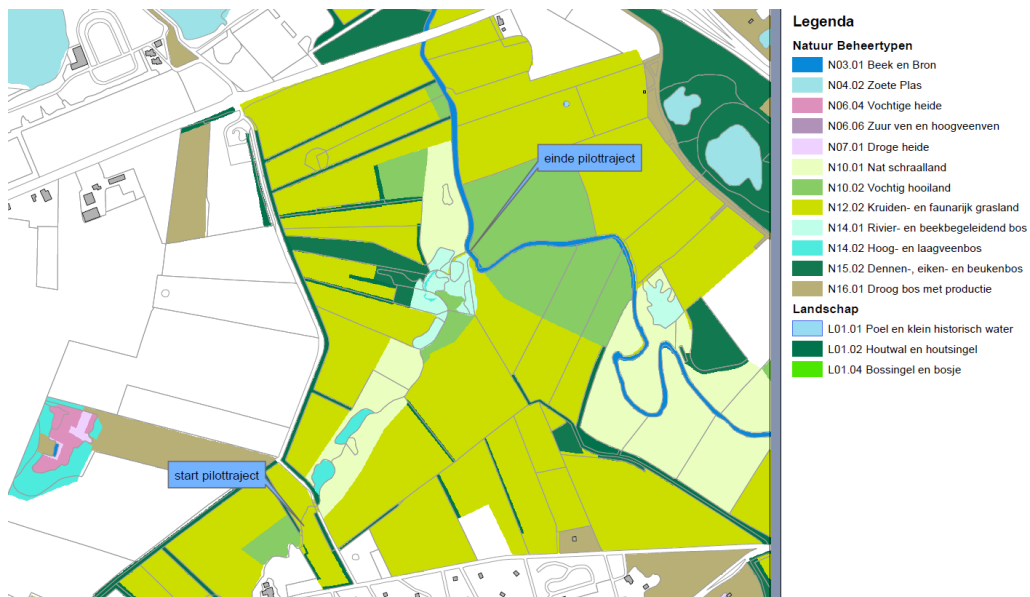 einde pilottraject
start pilottraject
Legenda
Natuur Beheertypen
N03.01 Beek en Bron
N04.02 Zoete Plas
N06.04 Vochtige heide
N06.06 Zuur ven en hoogveenven
N07.01 Droge heide
N10.01 Nat schraalland
N10.02 Vochtig hooiland
N12.02 Kruiden- en faunarijk grasland
N14.01 Rivier- en beekbegeleidend bos
N14.02 Hoog- en laagveenbos
N15.02 Dennen-, eiken- en beukenbos
N16.01 Droog bos met productie
Landschap
L01.01 Poel en klein historisch water
L01.02 Houtwal en houtsingel
L01.04 Bossingel en bosje